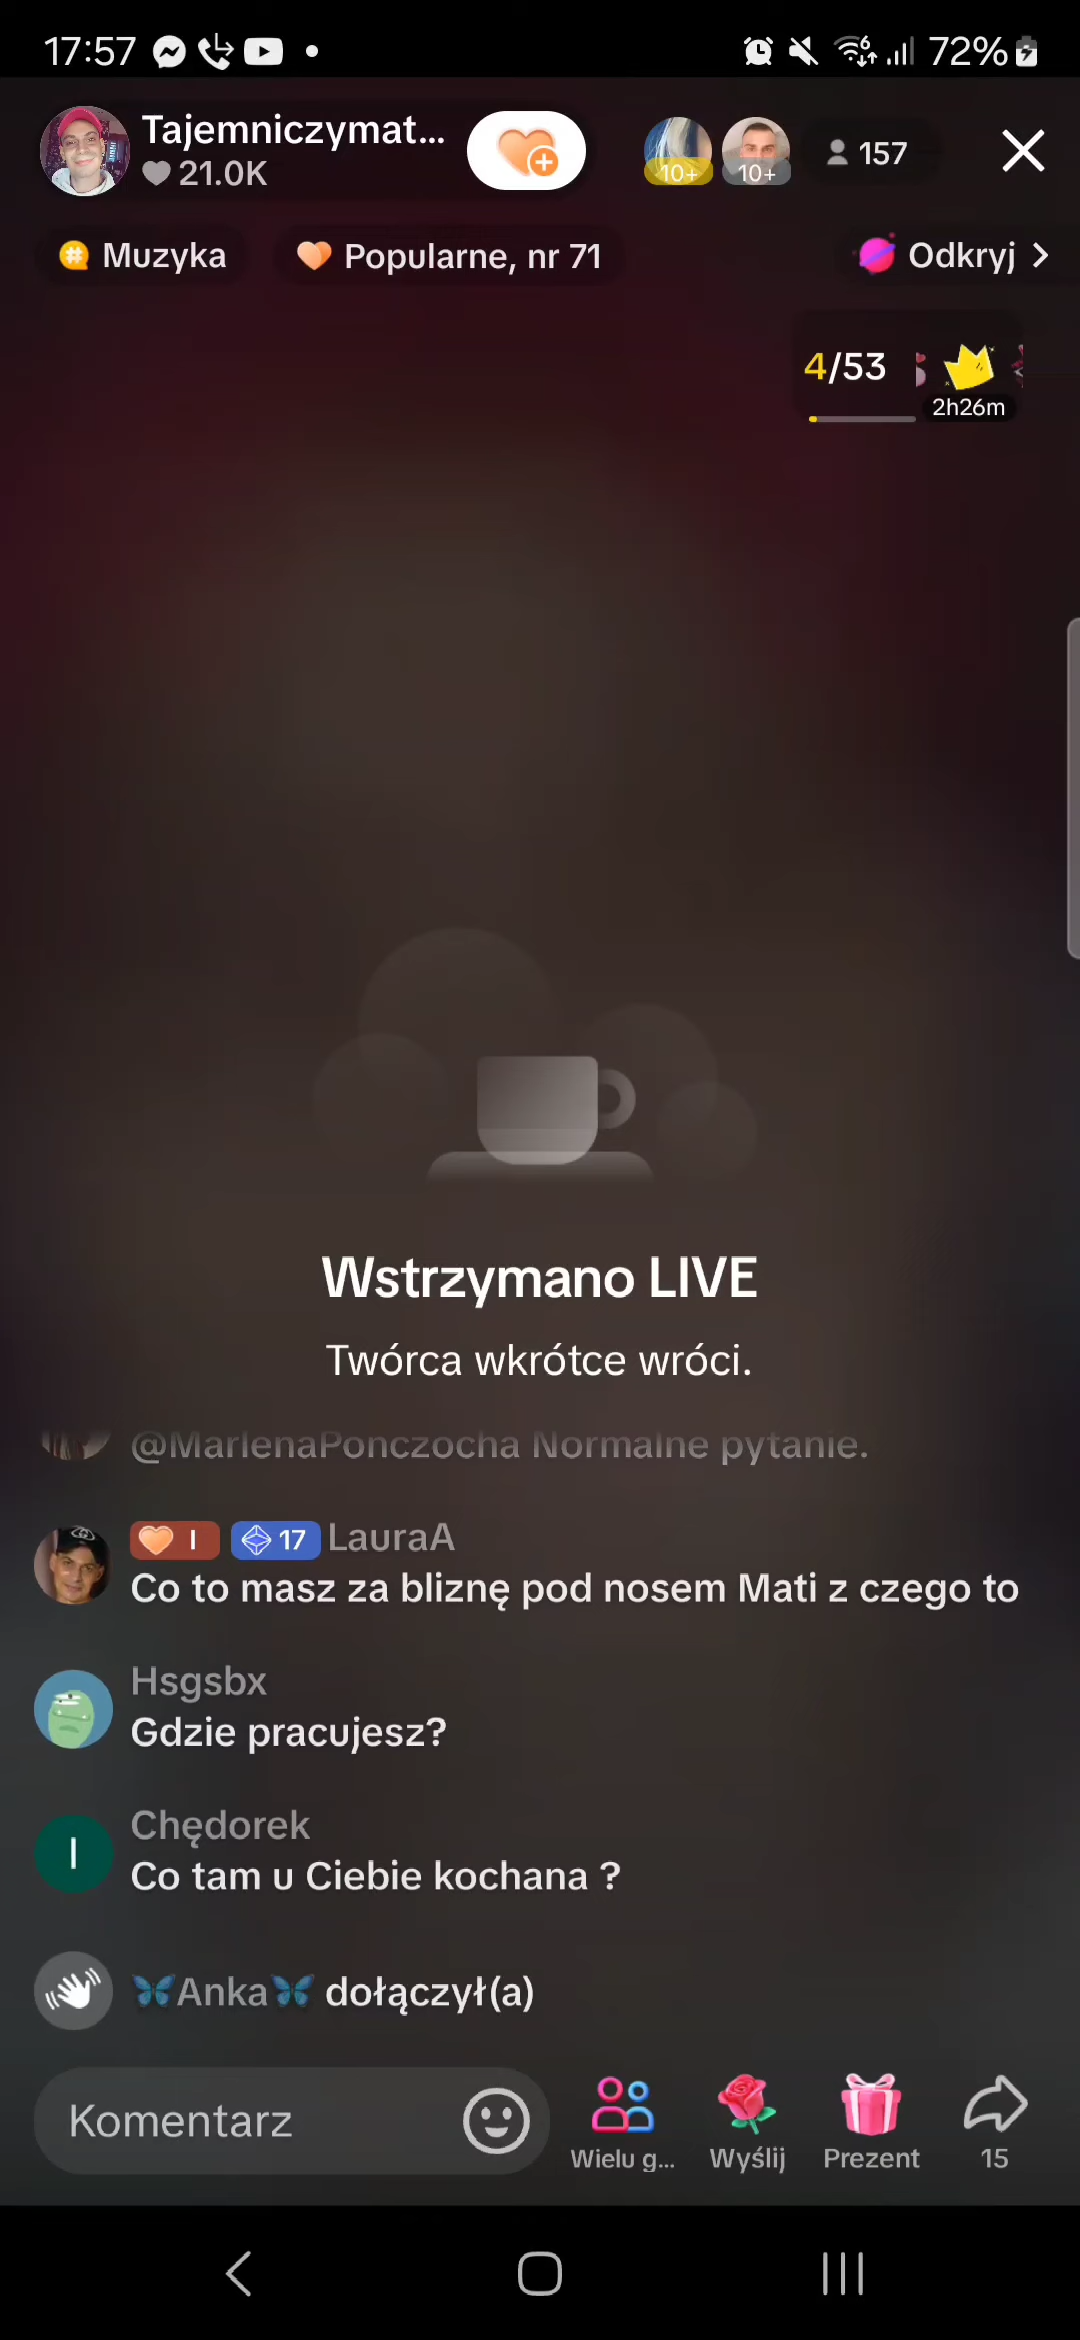 17:57
6
72%
Tajemniczymat...
21.0K
10+
10+
157
Muzyka
Popularne, nr 71
Odkryj
4/53
2h26m
Wstrzymano LIVE
Twórca wkrótce wróci.
@MarlenaPonczocha Normalne pytanie.
I 17 LauraA
Co to masz za bliznę pod nosem Mati z czego to
Hsgsbx
Gdzie pracujesz?
I
Chędorek
Co tam u Ciebie kochana ?
🦋Anka🦋 dołączył(a)
Komentarz
Wielu g...
Wyślij
Prezent
15